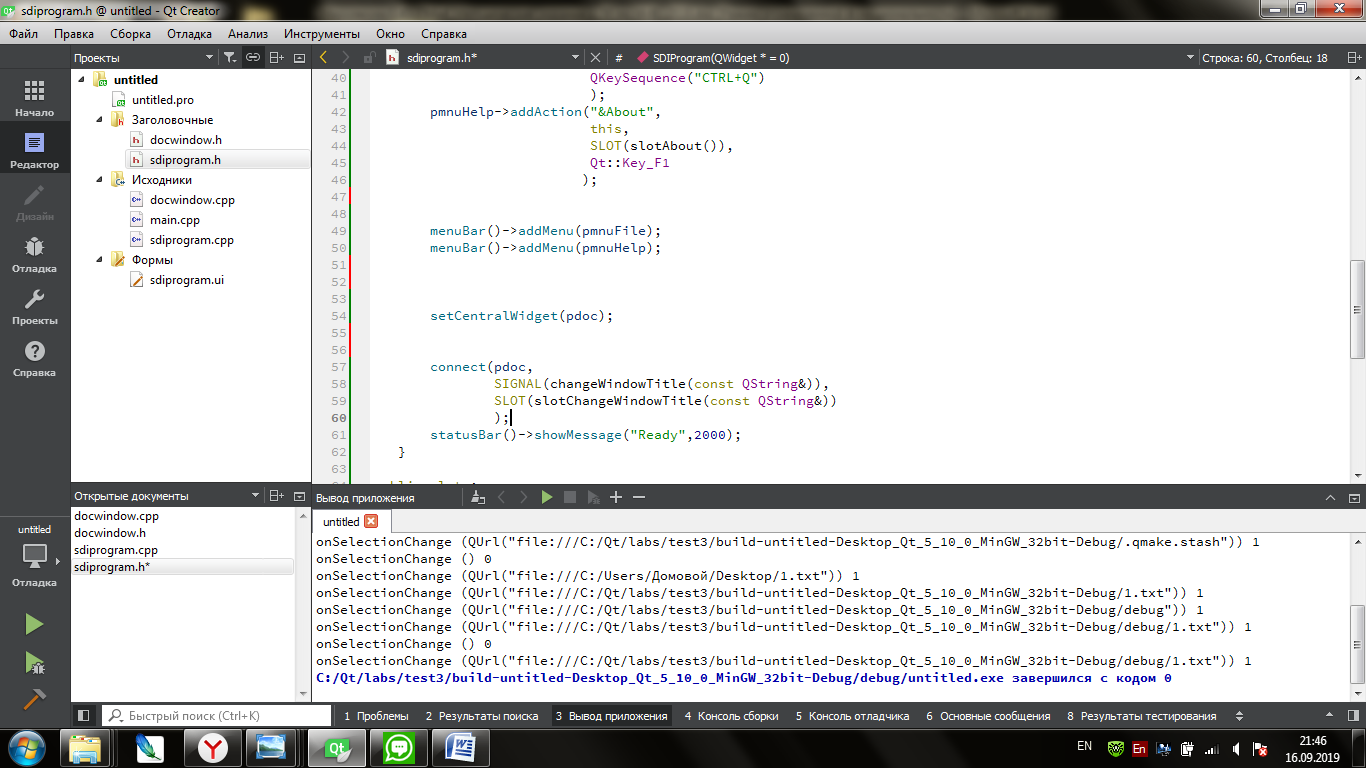 sdiprogram.h @ untitled - Qt Creator
Файл Правка Сборка Отладка Анализ Инструменты Окно Справка
Проекты
sdiprogram.h*
#
SDIProgram(QWidget * = 0)
Строка: 60, Столбец: 18
Начало
Редактор
Дизайн
Отладка
Проекты
Справка
untitled
untitled.pro
Заголовочные
docwindow.h
sdiprogram.h
Исходники
docwindow.cpp
main.cpp
sdiprogram.cpp
Формы
sdiprogram.ui
40 QKeySequence("CTRL+Q")
41 );
42 pmnuHelp->addAction("&About",
43 this,
44 SLOT(slotAbout()),
45 Qt::Key_F1
46 );
47
48
49 menuBar()->addMenu(pmnuFile);
50 menuBar()->addMenu(pmnuHelp);
51
52
53
54 setCentralWidget(pdoc);
55
56
57 connect(pdoc,
58 SIGNAL(changeWindowTitle(const QString&)),
59 SLOT(slotChangeWindowTitle(const QString&))
60 );
61 statusBar()->showMessage("Ready",2000);
62 }
63
Открытые документы
docwindow.cpp
docwindow.h
sdiprogram.cpp
sdiprogram.h*
untitled
Отладка
Вывод приложения
untitled
onSelectionChange (QUrl("file:///C:/Qt/labs/test3/build-untitled-Desktop_Qt_5_10_0_MinGW_32bit-Debug/.qmake.stash")) 1
onSelectionChange () 0
onSelectionChange (QUrl("file:///C:/Users/Домовой/Desktop/1.txt")) 1
onSelectionChange (QUrl("file:///C:/Qt/labs/test3/build-untitled-Desktop_Qt_5_10_0_MinGW_32bit-Debug/1.txt")) 1
onSelectionChange (QUrl("file:///C:/Qt/labs/test3/build-untitled-Desktop_Qt_5_10_0_MinGW_32bit-Debug/debug")) 1
onSelectionChange (QUrl("file:///C:/Qt/labs/test3/build-untitled-Desktop_Qt_5_10_0_MinGW_32bit-Debug/debug/1.txt")) 1
onSelectionChange () 0
onSelectionChange (QUrl("file:///C:/Qt/labs/test3/build-untitled-Desktop_Qt_5_10_0_MinGW_32bit-Debug/debug/1.txt")) 1
C:/Qt/labs/test3/build-untitled-Desktop_Qt_5_10_0_MinGW_32bit-Debug/debug/untitled.exe завершился с кодом 0
Быстрый поиск (Ctrl+K)
1 Проблемы 2 Результаты поиска 3 Вывод приложения 4 Консоль сборки 5 Консоль отладчика 6 Основные сообщения 8 Результаты тестирования
EN
En
21:46
16.09.2019